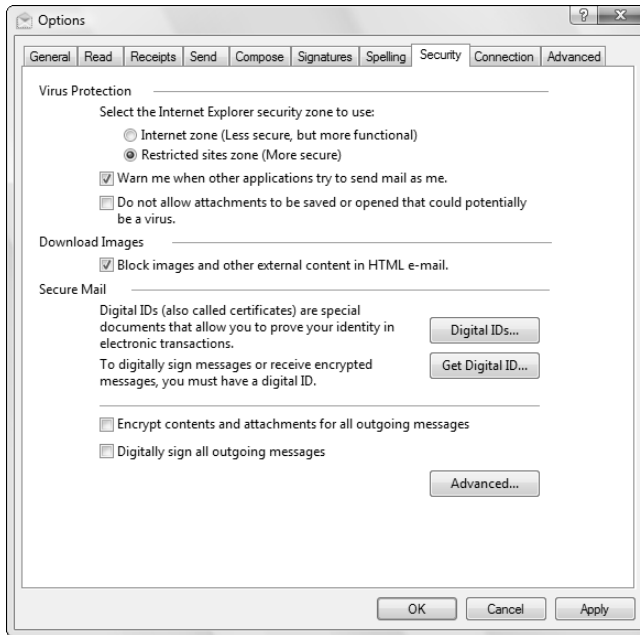 Options
General Read Receipts Send Compose Signatures Spelling Security Connection Advanced
Virus Protection
Select the Internet Explorer security zone to use:
Internet zone (Less secure, but more functional)
Restricted sites zone (More secure)
Warn me when other applications try to send mail as me.
Do not allow attachments to be saved or opened that could potentially
be a virus.
Download Images
Block images and other external content in HTML e-mail.
Secure Mail
Digital IDs (also called certificates) are special
documents that allow you to prove your identity in
electronic transactions.
Digital IDs...
To digitally sign messages or receive encrypted
messages, you must have a digital ID.
Get Digital ID...
Encrypt contents and attachments for all outgoing messages
Digitally sign all outgoing messages
Advanced...
OK Cancel Apply